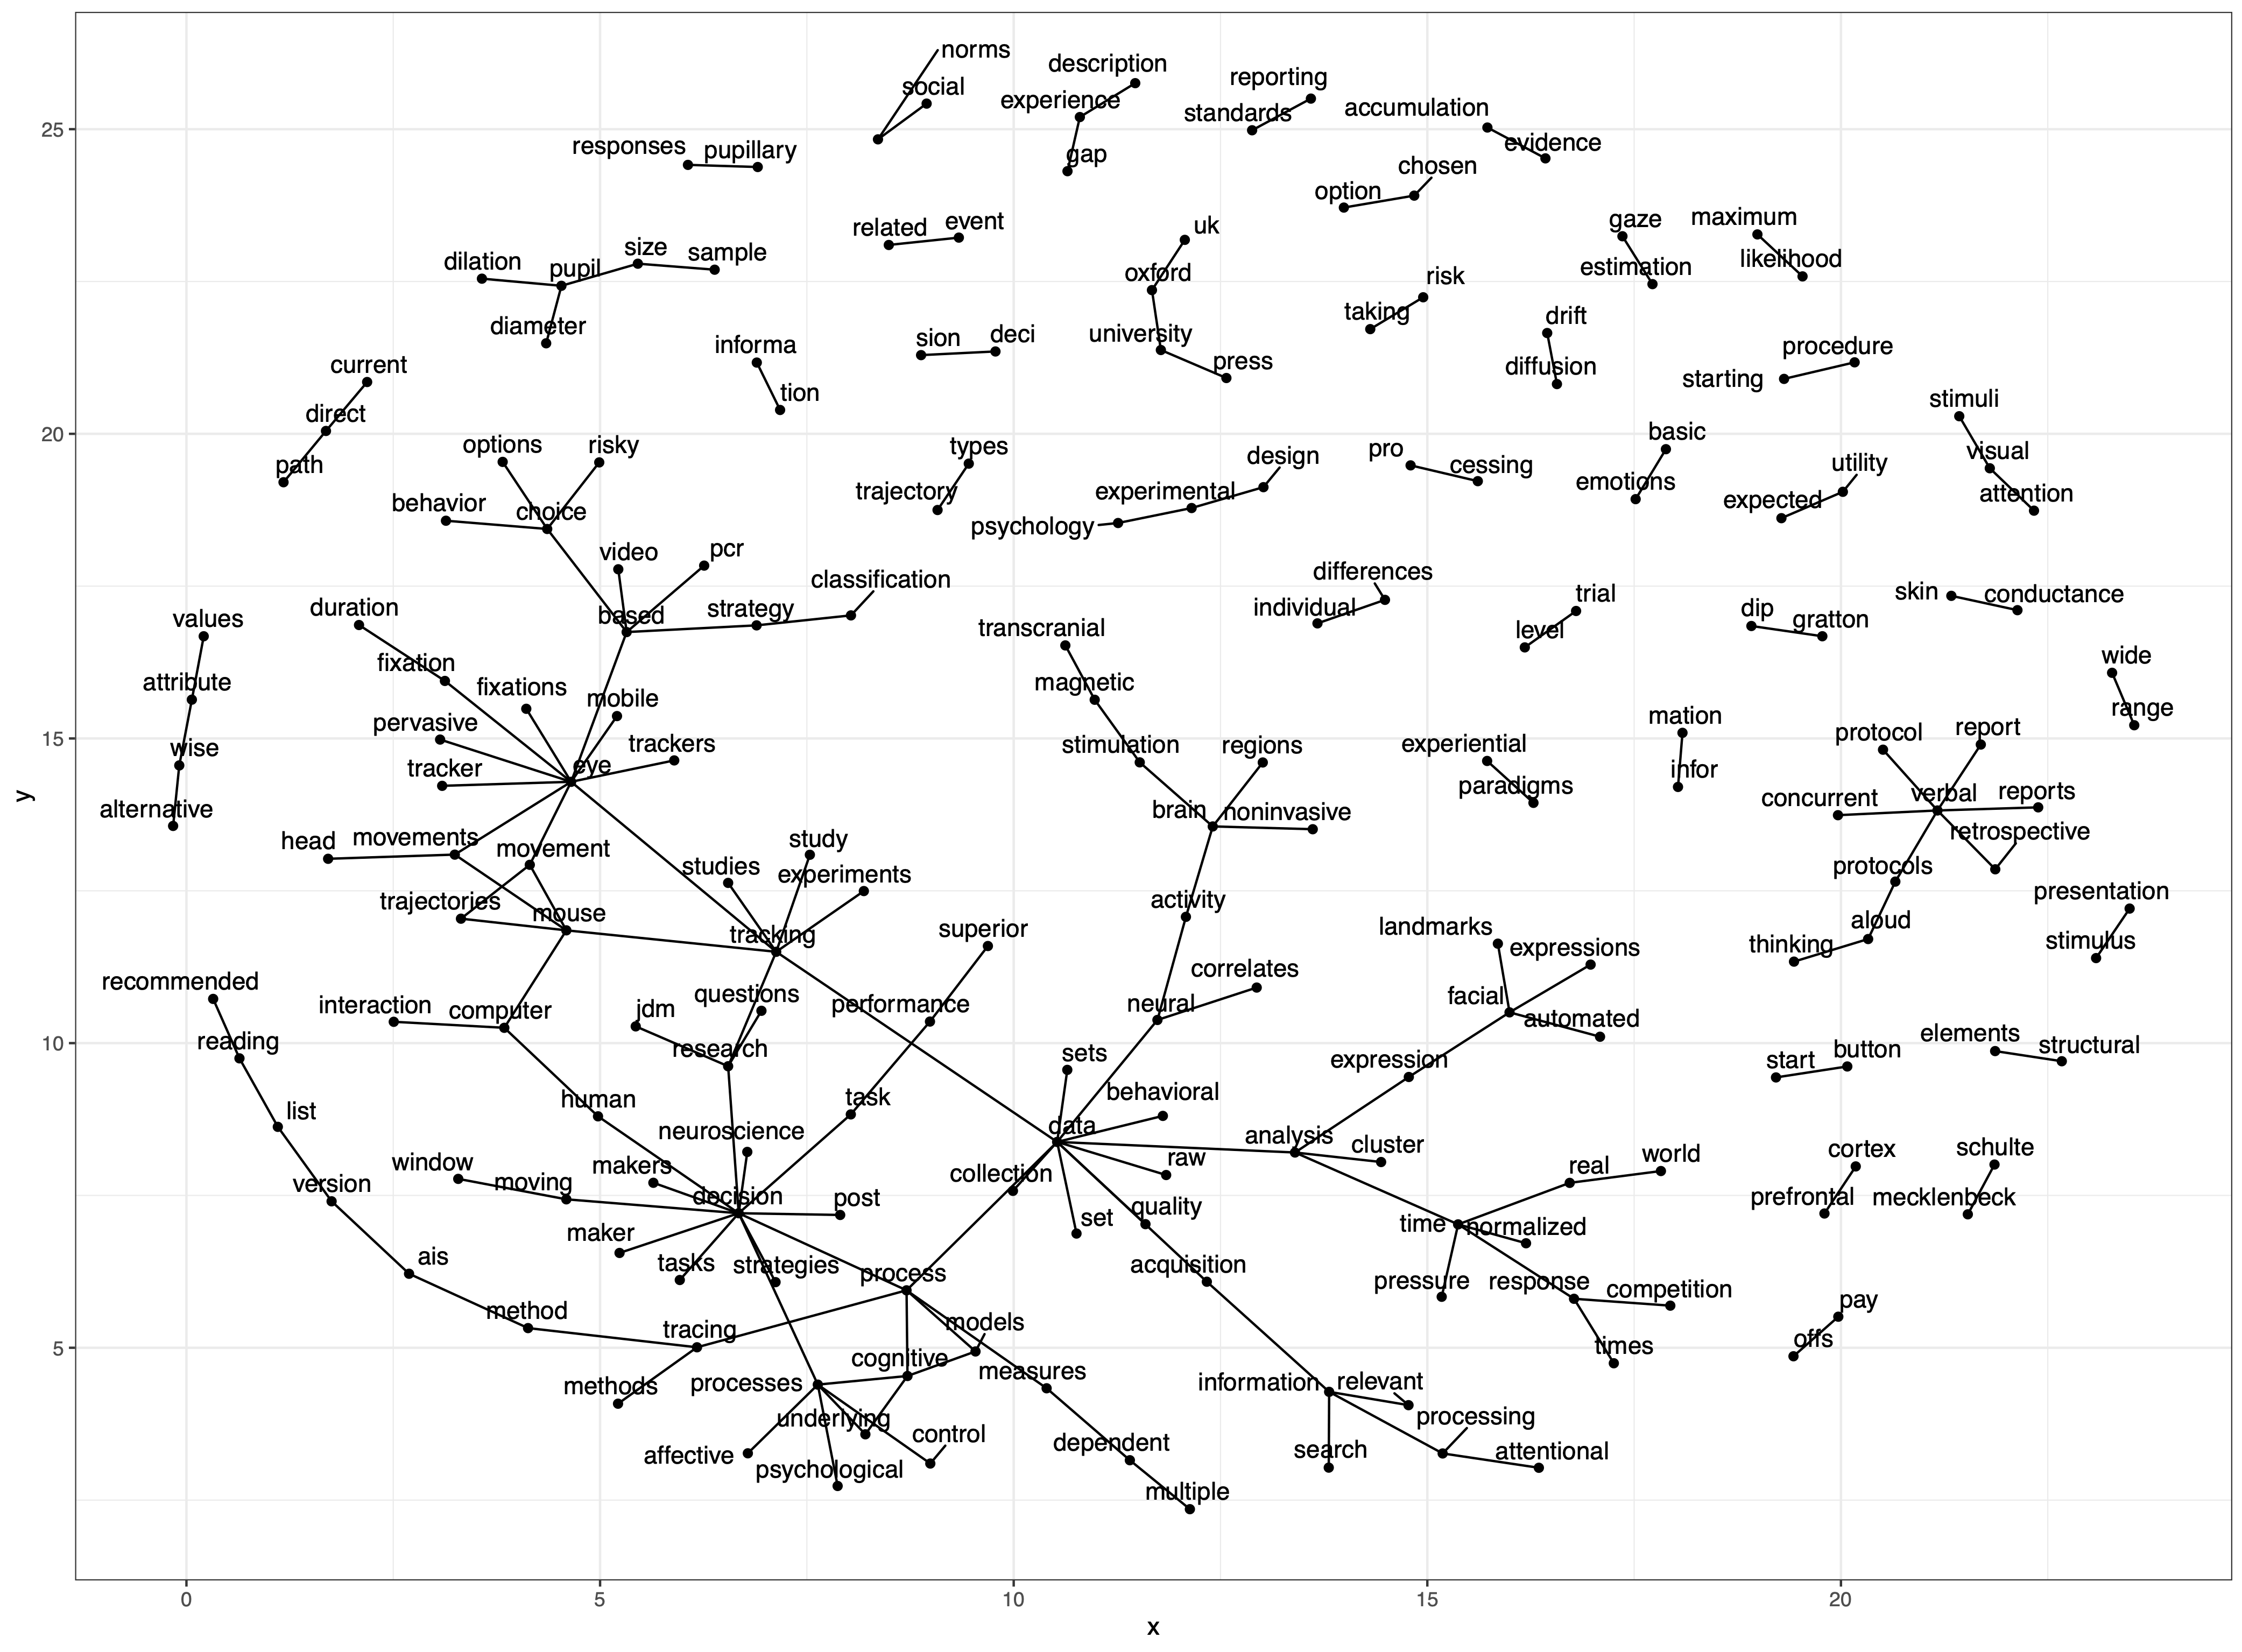 norms
social
description
experience
gap
reporting
standards
accumulation
evidence
responses
pupillary
chosen
option
related
event
uk
oxford
university
press
gaze
estimation
maximum
likelihood
dilation
pupil
size
sample
diameter
risk
taking
drift
diffusion
procedure
starting
informa
tion
sion
deci
current
direct
path
stimuli
visual
attention
options
risky
behavior
choice
types
trajectory
design
experimental
psychology
pro
cessing
basic
emotions
utility
expected
video
pcr
classification
based
strategy
differences
individual
trial
level
skin
conductance
dip
gratton
duration
values
attribute
wise
alternative
fixation
fixations
mobile
pervasive
trackers
tracker
eye
transcranial
magnetic
stimulation
regions
brain
noninvasive
wide
range
mation
infor
experiential
paradigms
protocol
report
concurrent
verbal
reports
retrospective
protocols
aloud
thinking
presentation
stimulus
head
movements
movement
trajectories
mouse
study
studies
experiments
tracking
superior
activity
landmarks
expressions
facial
automated
expression
correlates
neural
recommended
reading
list
version
ais
method
interaction
computer
jdm
questions
performance
research
sets
behavioral
elements
structural
start
button
human
task
neuroscience
data
analysis
cluster
window
moving
makers
decision
post
collection
raw
real
world
cortex
prefrontal
schulte
mecklenbeck
maker
tasks
strategies
process
set
quality
acquisition
time
normalized
pressure
response
competition
times
pay
offs
tracing
methods
models
cognitive
measures
processes
underlying
control
affective
psychological
dependent
multiple
information
relevant
processing
search
attentional
25
20
15
10
5
y
0
5
10
15
20
x